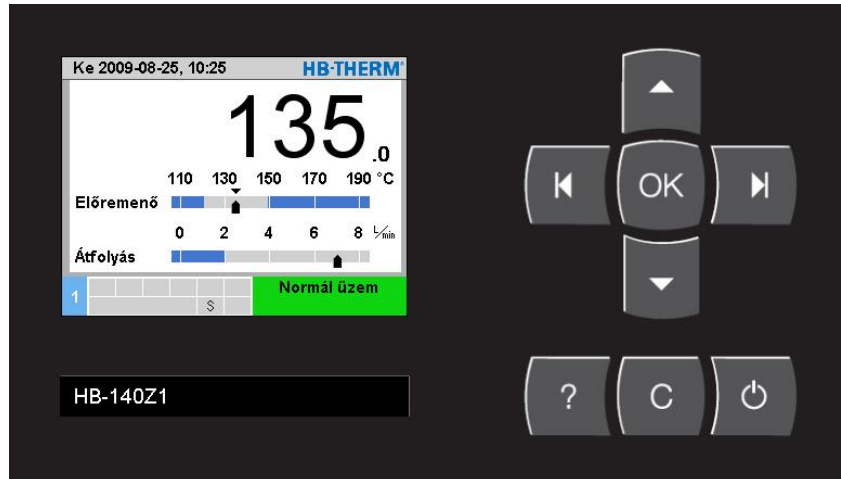 Ke 2009-08-25, 10:25 HB-THERM®
135.0
110 130 150 170 190 °C
Előremenő
0 2 4 6 8 L/min
Átfolyás
1 S Normál üzem
HB-140Z1
OK
? C